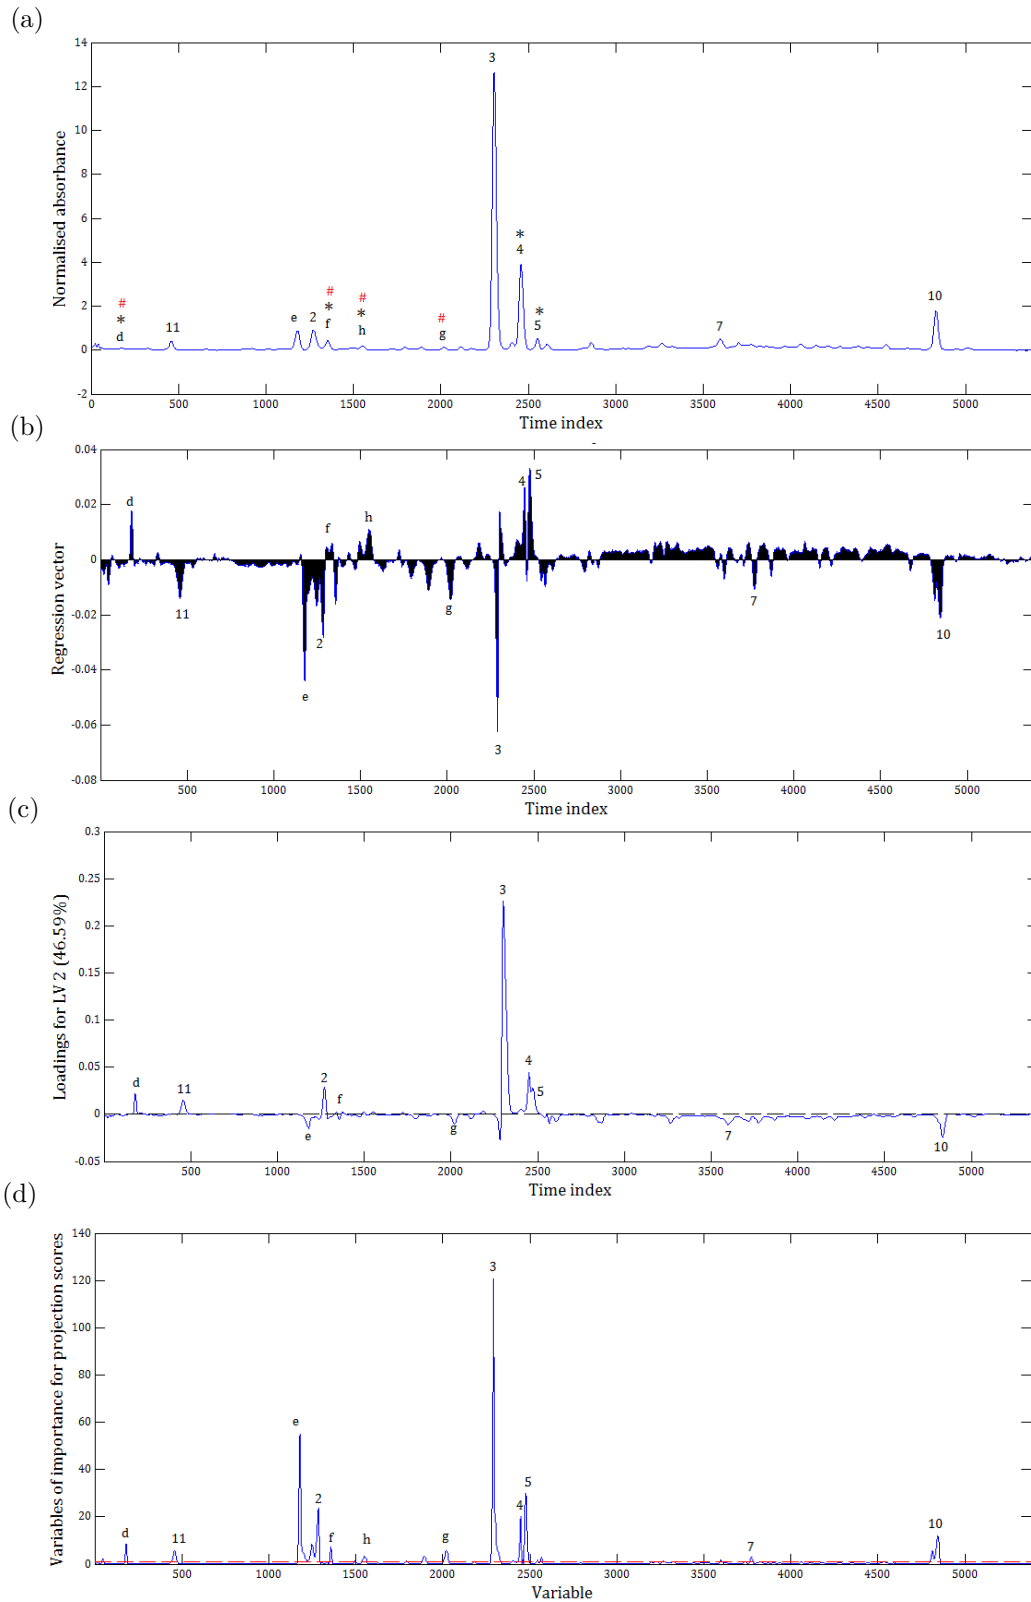 (a)
14
12
10
8
6
4
2
0
-2
Normalised absorbance
3
*
4
*
5
#
*
d
11
e
2
#
*
f
#
*
h
#
g
7
10
0 500 1000 1500 2000 2500 3000 3500 4000 4500 5000
Time index
(b)
0.04
0.02
0
-0.02
-0.04
-0.06
-0.08
Regression vector
d
11
e
2
f
h
g
3
4
5
7
10
500 1000 1500 2000 2500 3000 3500 4000 4500 5000
Time index
(c)
0.3
0.25
0.2
0.15
0.1
0.05
0
-0.05
Loadings for LV 2 (46.59%)
d
11
e
2
f
g
3
4
5
7
10
500 1000 1500 2000 2500 3000 3500 4000 4500 5000
Time index
(d)
140
120
100
80
60
40
20
0
Variables of importance for projection scores
d
11
e
2
f
h
g
3
4
5
7
10
500 1000 1500 2000 2500 3000 3500 4000 4500 5000
Variable